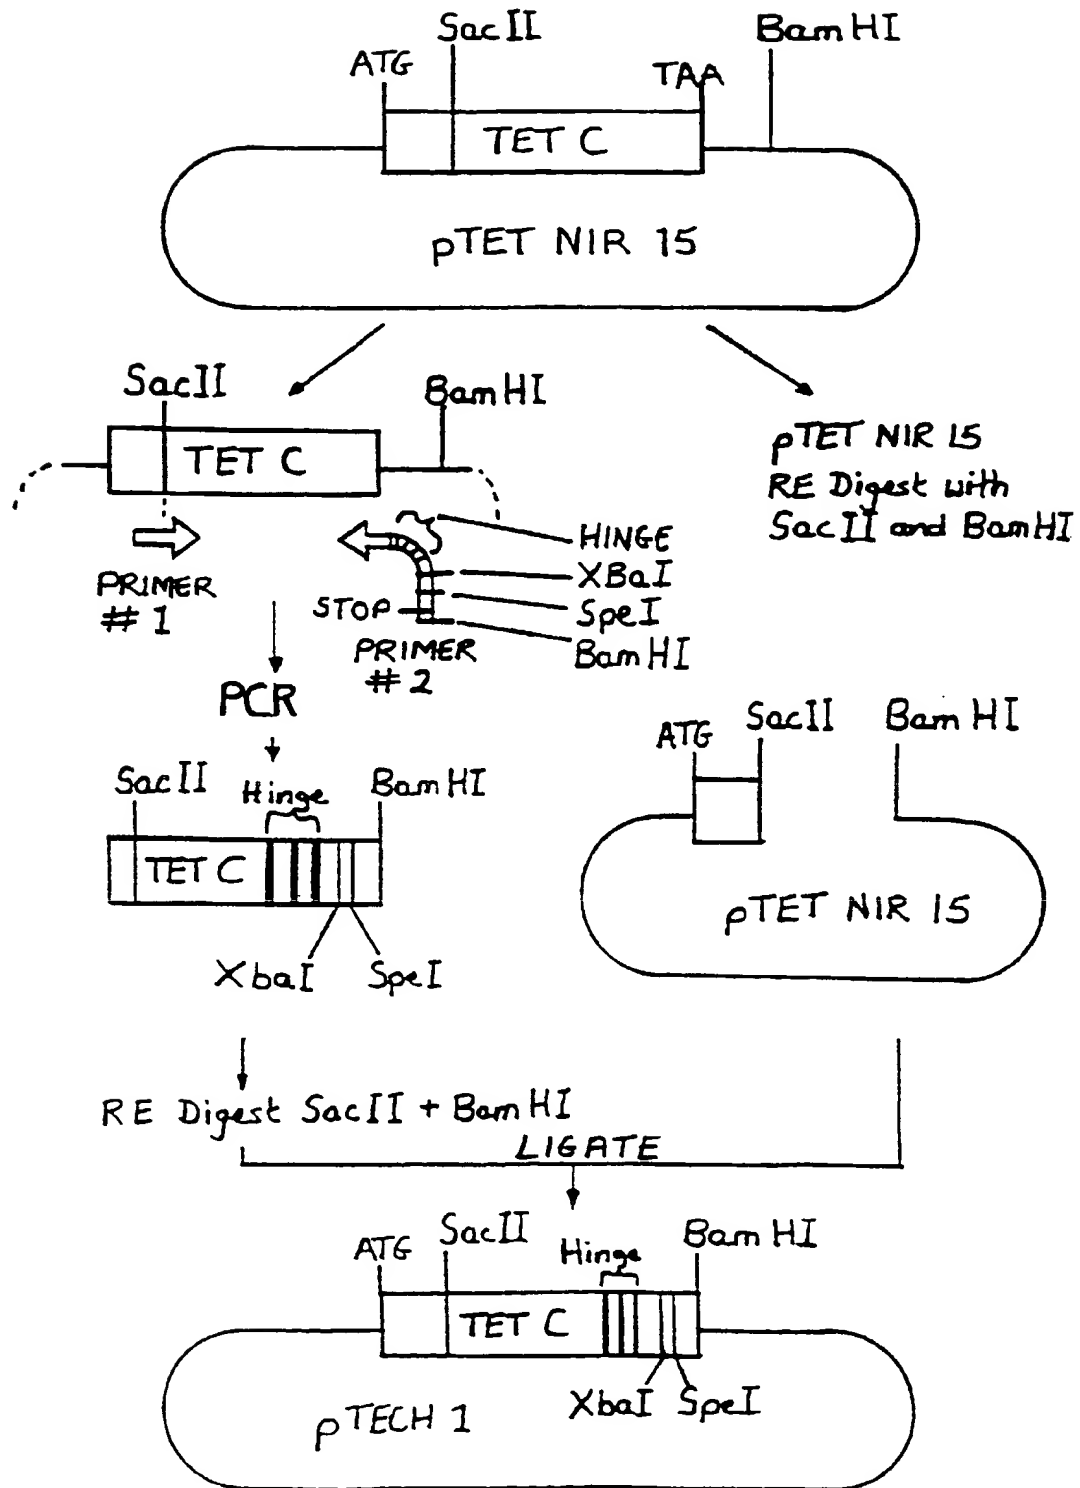 SacII
BamHI
ATG
TAA
TET C
pTET NIR 15
SacII
BamHI
TET C
pTET NIR 15
RE Digest with
SacII and BamHI
HINGE
XBaI
SpeI
BamHI
STOP
PRIMER
# 1
PRIMER
# 2
PCR
SacII
Hinge
BamHI
TET C
XbaI
SpeI
ATG
SacII
BamHI
pTET NIR 15
RE Digest SacII + BamHI
LIGATE
ATG
SacII
Hinge
BamHI
TET C
XbaI
SpeI
pTECH 1